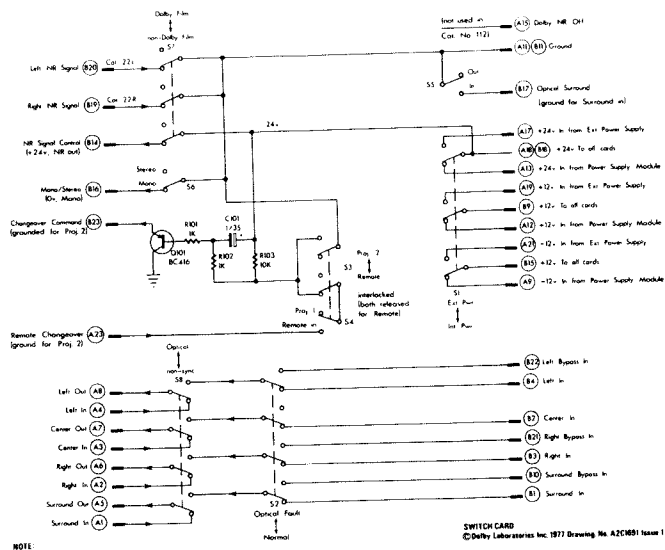 Dolby Film
non-Dolby Film
S7
Left NR Signal B20 Cat. 22
Right NR Signal B19 Cat. 22R
NR Signal Control B14
(+24v, NR out)
Stereo
Mono/Stereo B16 Mono
(0v, Mono) S6
Changeover Command B23
(grounded for Proj. 2)
R101
1K
C101
1/35
Q101
BC416
R102
1K
R103
10K
24v
Proj. 2
S3
Remote
interlocked
(both released
for Remote)
Proj. 1
S4
Remote in
Remote Changeover A23
(ground for Proj. 2)
(not used in
Cat. No. 112)
A15 Dolby NR Off
A11 B11 Ground
S5
Out
In
B17 Optical Surround
(ground for Surround in)
A17 +24v In from Ext Power Supply
A18 B18 +24v To all cards
A13 +24v In from Power Supply Module
A19 +12v In from Ext Power Supply
B9 +12v To all cards
A12 +12v In from Power Supply Module
A21 -12v In from Ext Power Supply
B15 -12v To all cards
A9 -12v In from Power Supply Module
S1
Ext Pwr
Int Pwr
Optical
non-sync
S8
Left Out A8
Left In A4
Center Out A7
Center In A3
Right Out A6
Right In A2
Surround Out A5
Surround In A1
S2
Optical Fault
Normal
B22 Left Bypass In
B4 Left In
B2 Center In
B21 Right Bypass In
B3 Right In
B10 Surround Bypass In
B1 Surround In
SWITCH CARD
© Dolby Laboratories Inc. 1977 Drawing No. A2C1691 Issue 1
NOTE: